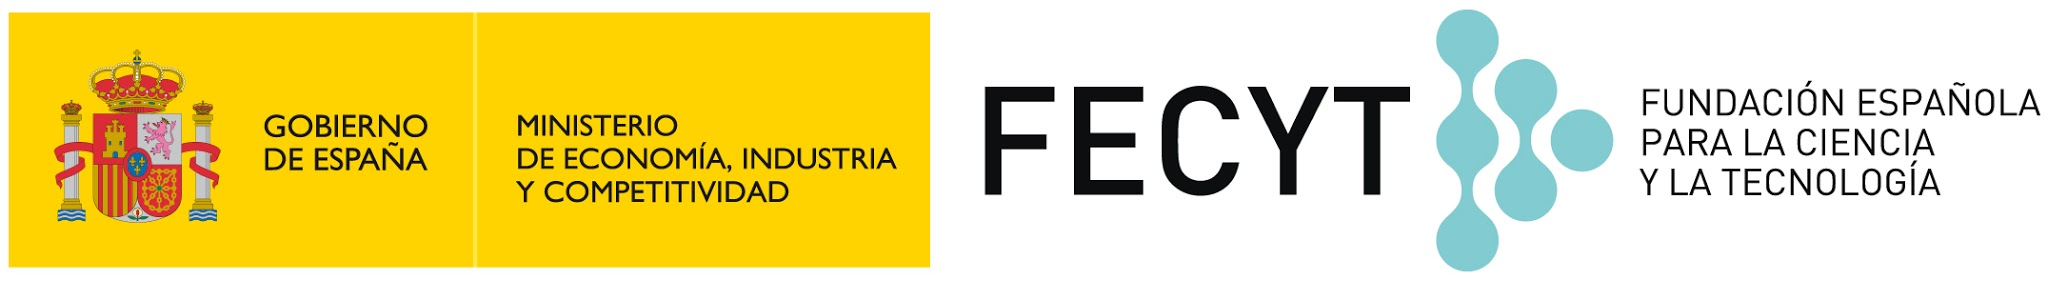 GOBIERNO
DE ESPAÑA
MINISTERIO
DE ECONOMÍA, INDUSTRIA
Y COMPETITIVIDAD
FECYT
FUNDACIÓN ESPAÑOLA
PARA LA CIENCIA
Y LA TECNOLOGÍA